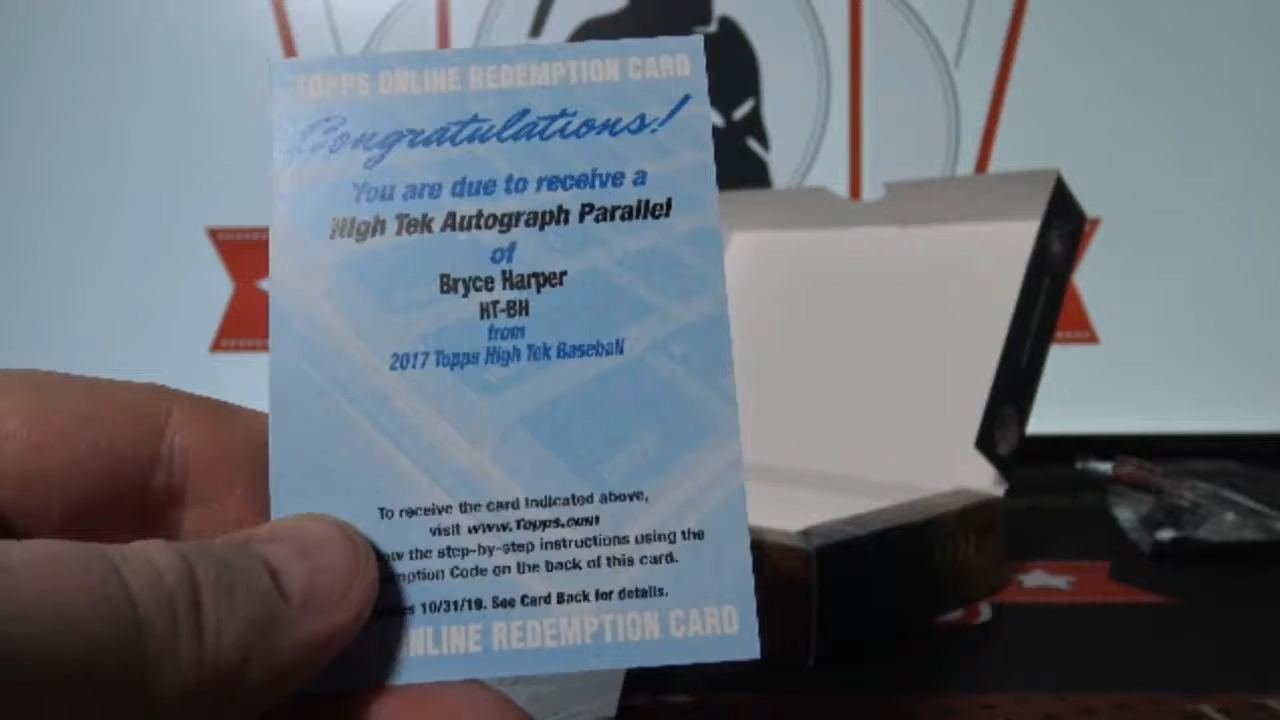 TOPPS ONLINE REDEMPTION CARD
Congratulations!
You are due to receive a
High Tek Autograph Parallel
of
Bryce Harper
HT-BH
from
2017 Topps High Tek Baseball
To receive the card indicated above,
visit www.Topps.com
the step-by-step instructions using the
Code on the back of this card.
10/31/19. See Card Back for details.
ONLINE REDEMPTION CARD